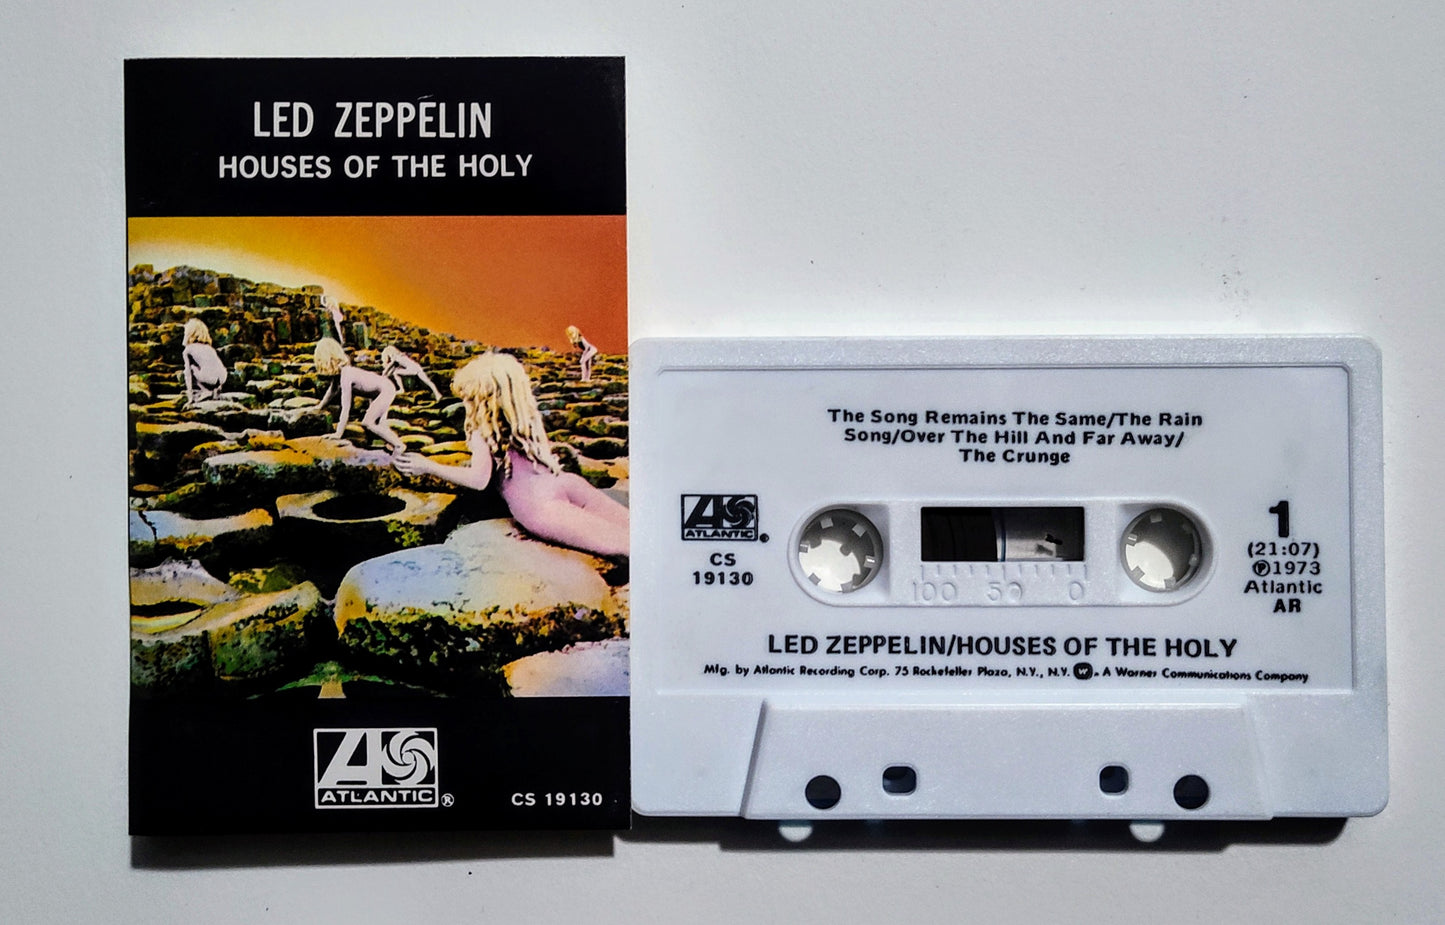 LED ZEPPELIN
HOUSES OF THE HOLY
ATLANTIC ®
CS 19130
The Song Remains The Same/The Rain
Song/Over The Hill And Far Away/
The Crunge
ATLANTIC ®
CS
19130
100 50 0
1
(21:07)
℗1973
Atlantic
AR
LED ZEPPELIN/HOUSES OF THE HOLY
Mfg. by Atlantic Recording Corp. 75 Rockefeller Plaza, N.Y., N.Y. W ® A Warner Communications Company